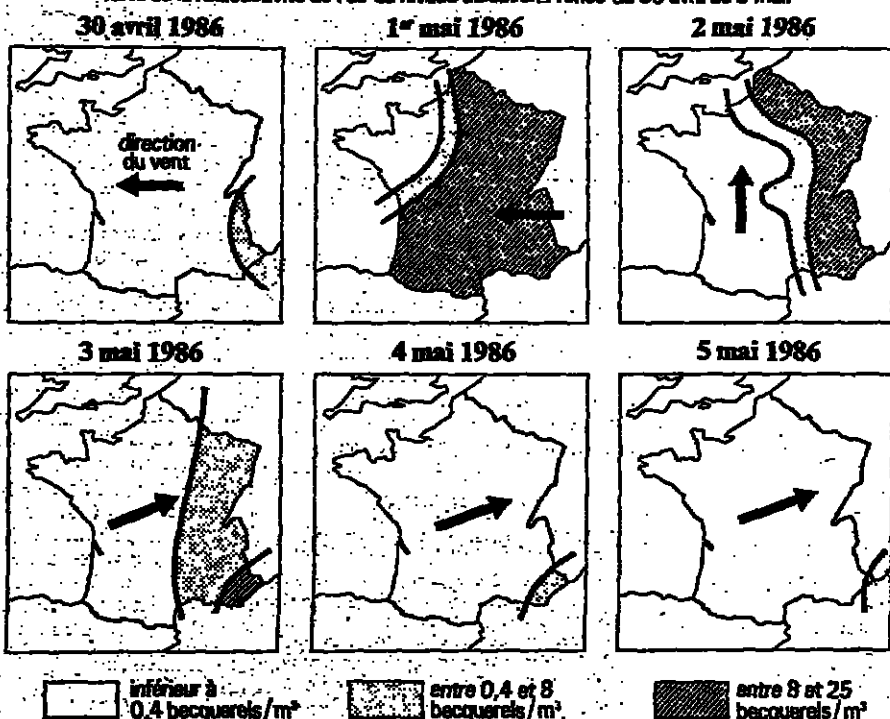 30 avril 1986
1er mai 1986
2 mai 1986
direction
du vent
3 mai 1986
4 mai 1986
5 mai 1986
inférieur à
0,4 becquerels/m³
entre 0,4 et 8
becquerels/m³
entre 8 et 25
becquerels/m³